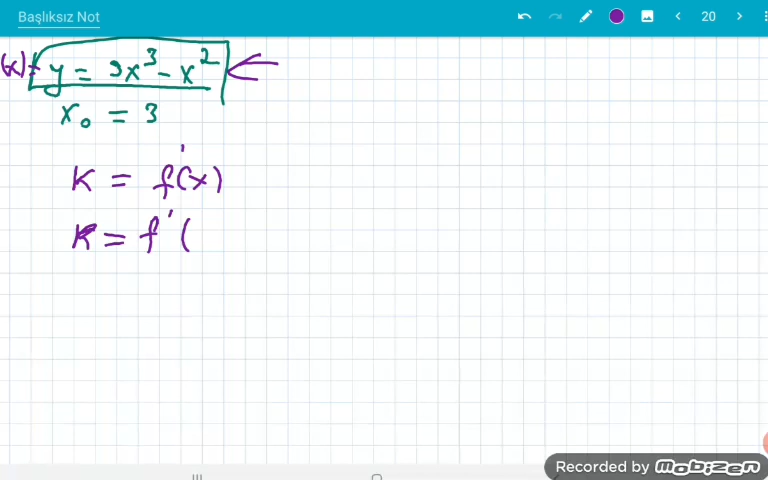 Başlıksız Not
20
(x) = y = 3x³ - x²
x₀ = 3
K = f'(x)
K = f'(
Recorded by mobizen